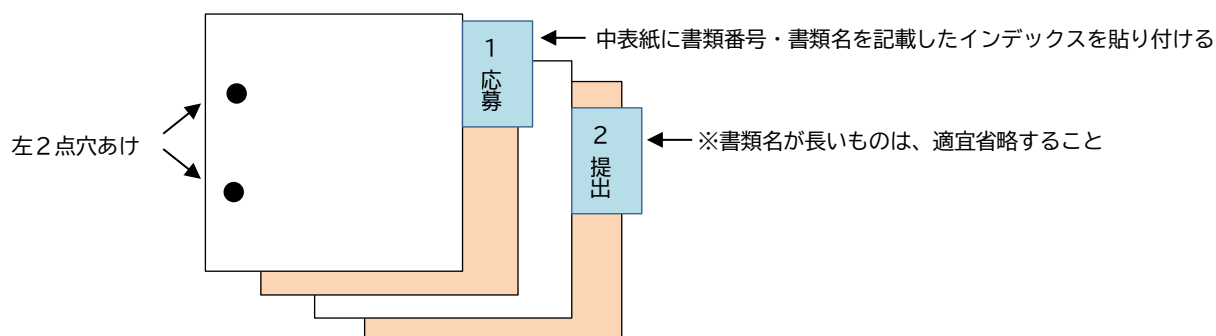 1 応募
中表紙に書類番号・書類名を記載したインデックスを貼り付ける
左２点穴あけ
2 提出
※書類名が長いものは、適宜省略すること